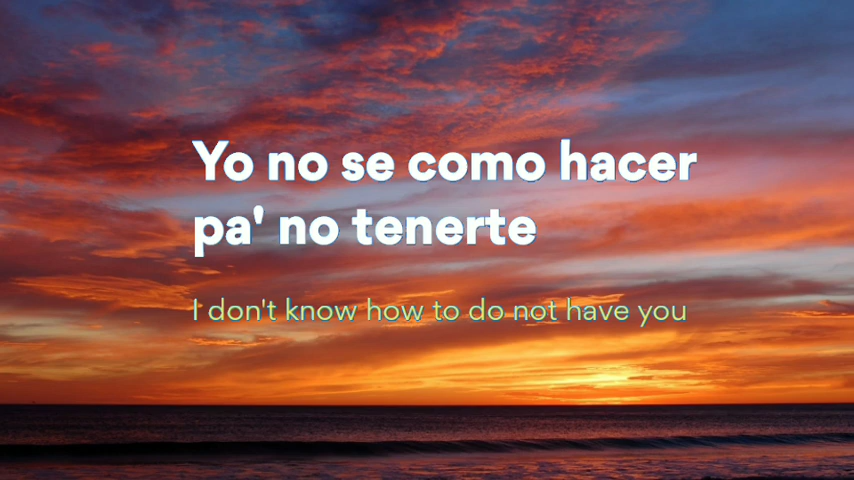 Yo no se como hacer
pa' no tenerte
I don't know how to do not have you